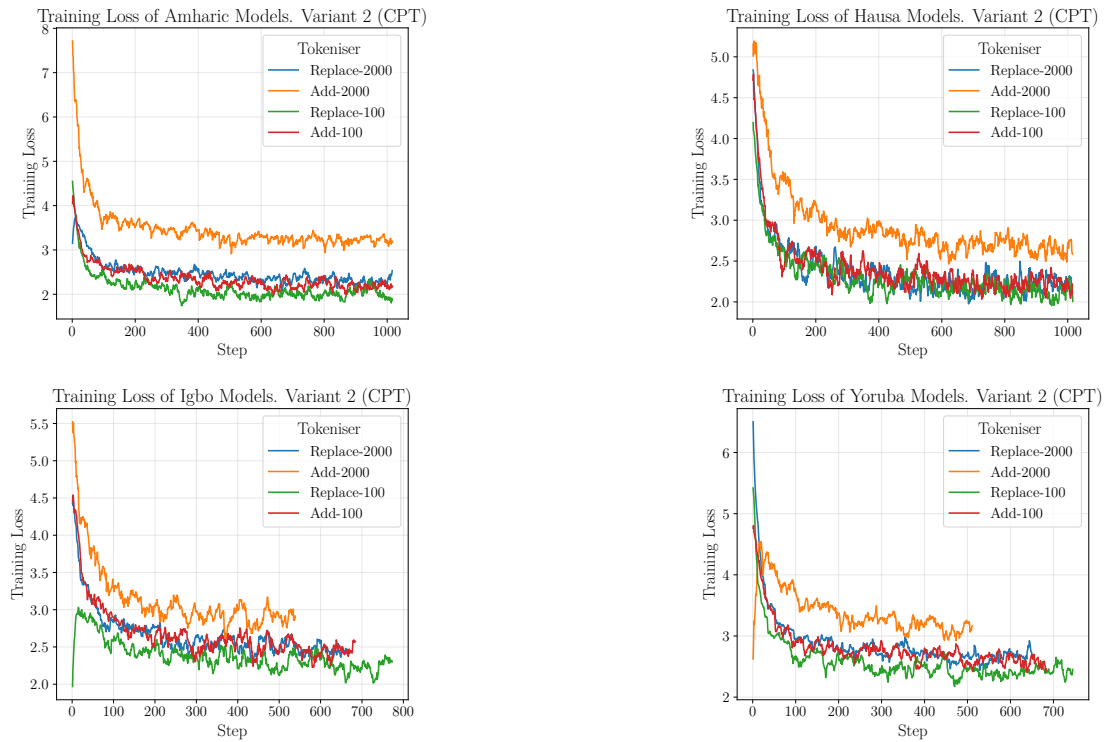 Training Loss of Amharic Models. Variant 2 (CPT)
8
7
6
5
4
3
2
Training Loss
Tokeniser
Replace-2000
Add-2000
Replace-100
Add-100
0
200
400
600
800
1000
Step
Training Loss of Hausa Models. Variant 2 (CPT)
5.0
4.5
4.0
3.5
3.0
2.5
2.0
Training Loss
Tokeniser
Replace-2000
Add-2000
Replace-100
Add-100
0
200
400
600
800
1000
Step
Training Loss of Igbo Models. Variant 2 (CPT)
5.5
5.0
4.5
4.0
3.5
3.0
2.5
2.0
Training Loss
Tokeniser
Replace-2000
Add-2000
Replace-100
Add-100
0
100
200
300
400
500
600
700
800
Step
Training Loss of Yoruba Models. Variant 2 (CPT)
6
5
4
3
2
Training Loss
Tokeniser
Replace-2000
Add-2000
Replace-100
Add-100
0
100
200
300
400
500
600
700
Step